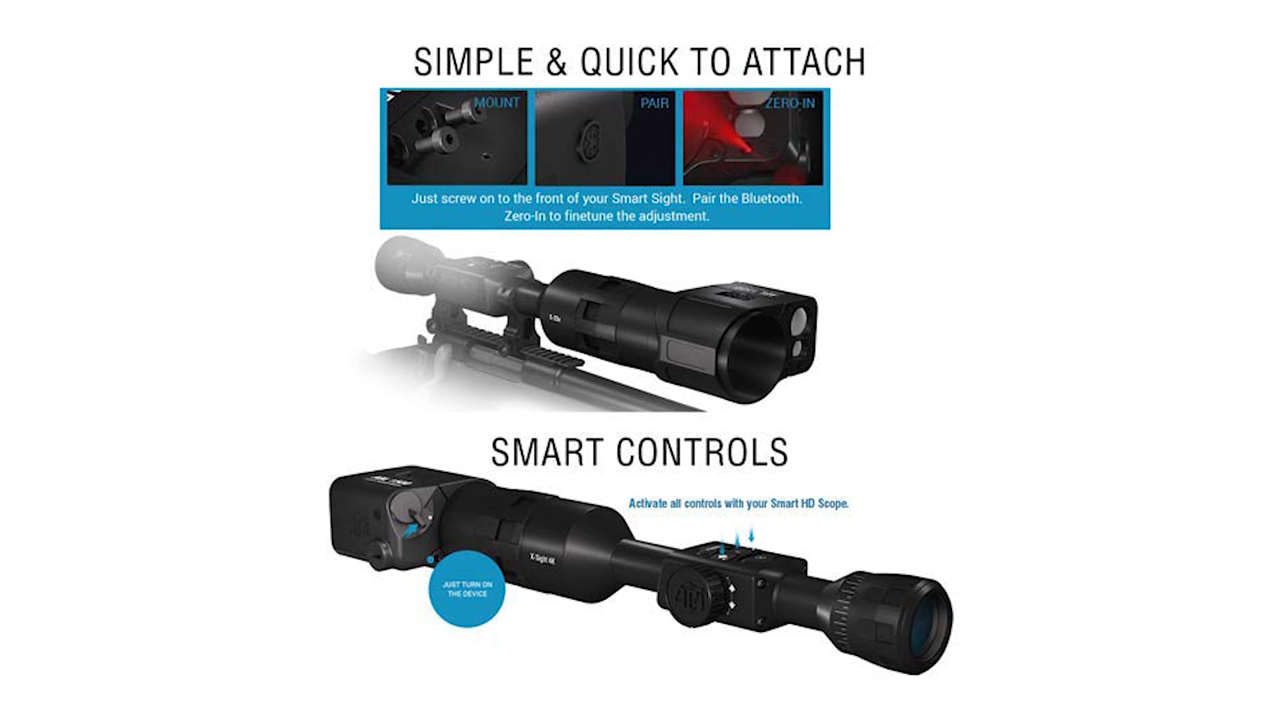 SIMPLE & QUICK TO ATTACH
MOUNT
PAIR
ZERO-IN
Just screw on to the front of your Smart Sight. Pair the Bluetooth.
Zero-In to finetune the adjustment.
SMART CONTROLS
Activate all controls with your Smart HD Scope.
X-Sight 4K
JUST TURN ON
THE DEVICE
ATN